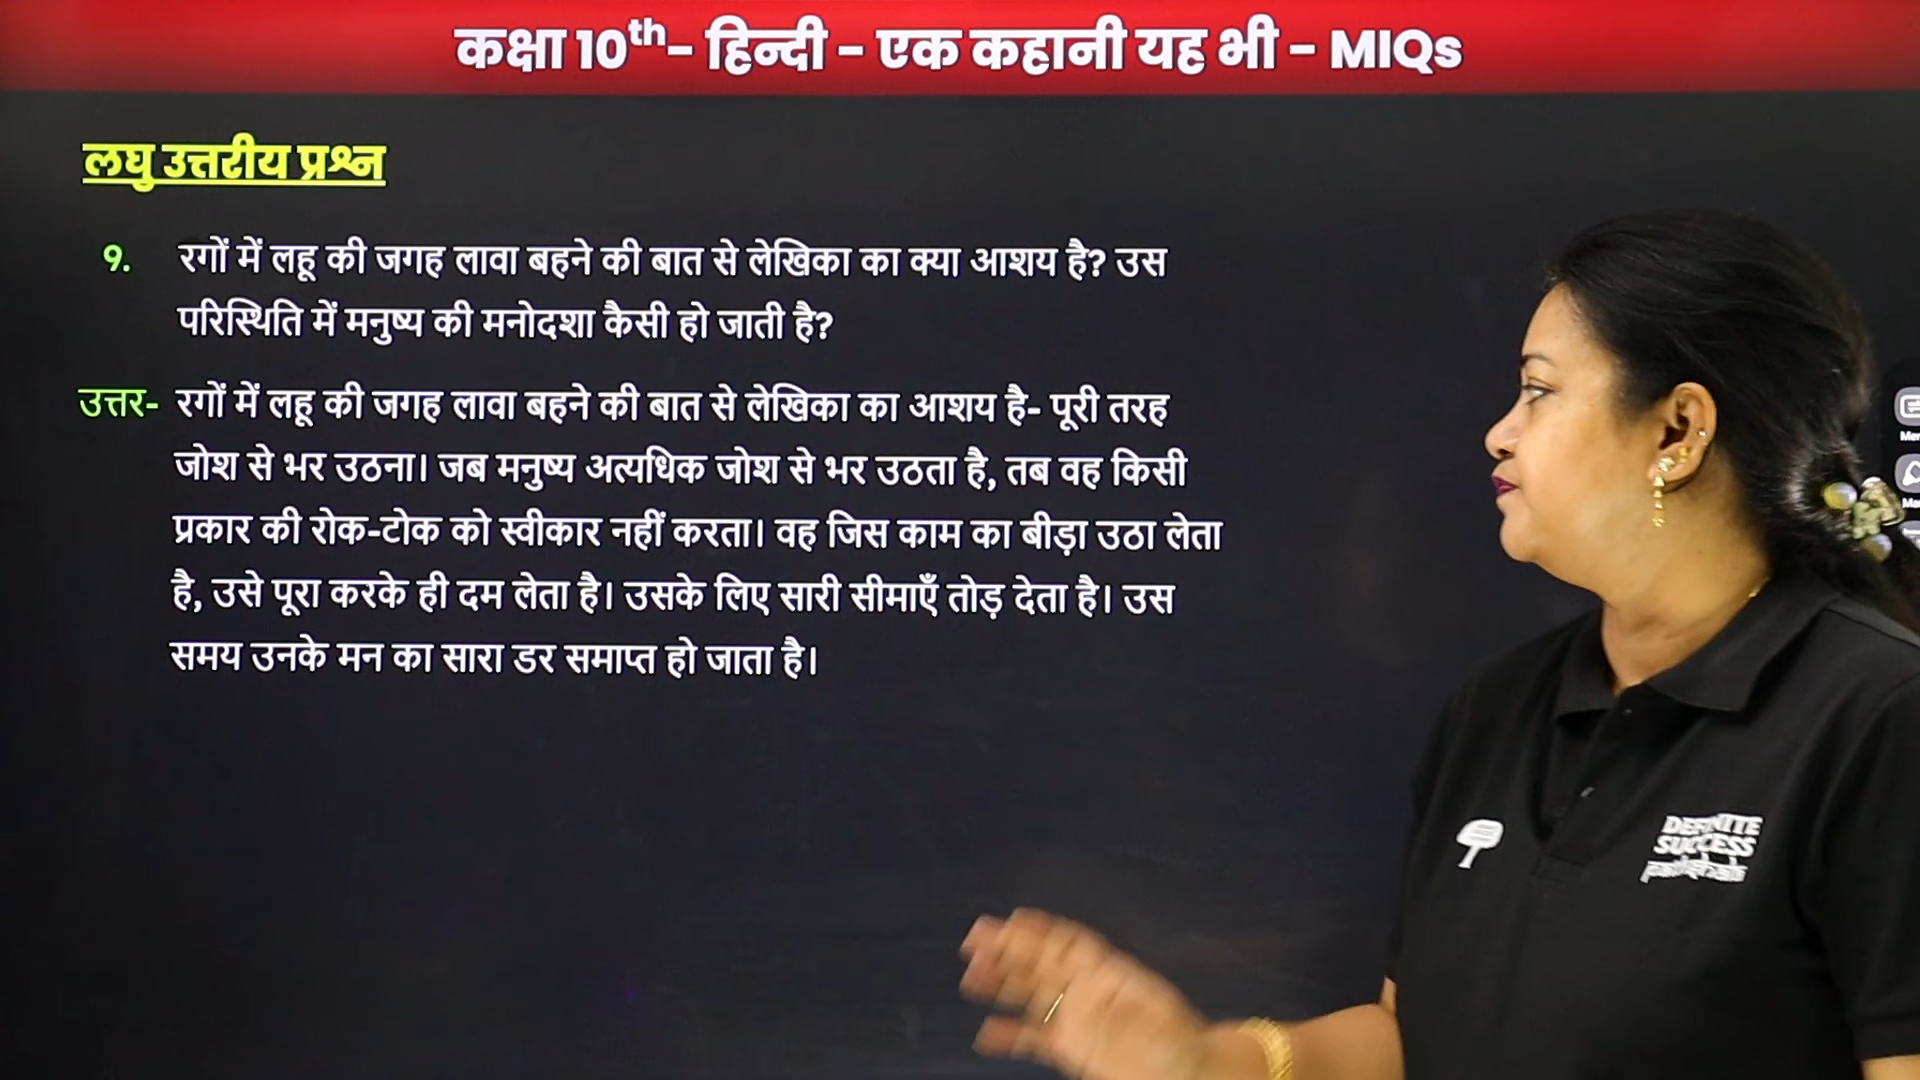 कक्षा 10th– हिन्दी – एक कहानी यह भी – MIQs
लघु उत्तरीय प्रश्न
9. रगों में लहू की जगह लावा बहने की बात से लेखिका का क्या आशय है? उस
परिस्थिति में मनुष्य की मनोदशा कैसी हो जाती है?
उत्तर- रगों में लहू की जगह लावा बहने की बात से लेखिका का आशय है- पूरी तरह
जोश से भर उठना। जब मनुष्य अत्यधिक जोश से भर उठता है, तब वह किसी
प्रकार की रोक-टोक को स्वीकार नहीं करता। वह जिस काम का बीड़ा उठा लेता
है, उसे पूरा करके ही दम लेता है। उसके लिए सारी सीमाएँ तोड़ देता है। उस
समय उनके मन का सारा डर समाप्त हो जाता है।
DEFINITE
SUCCESS